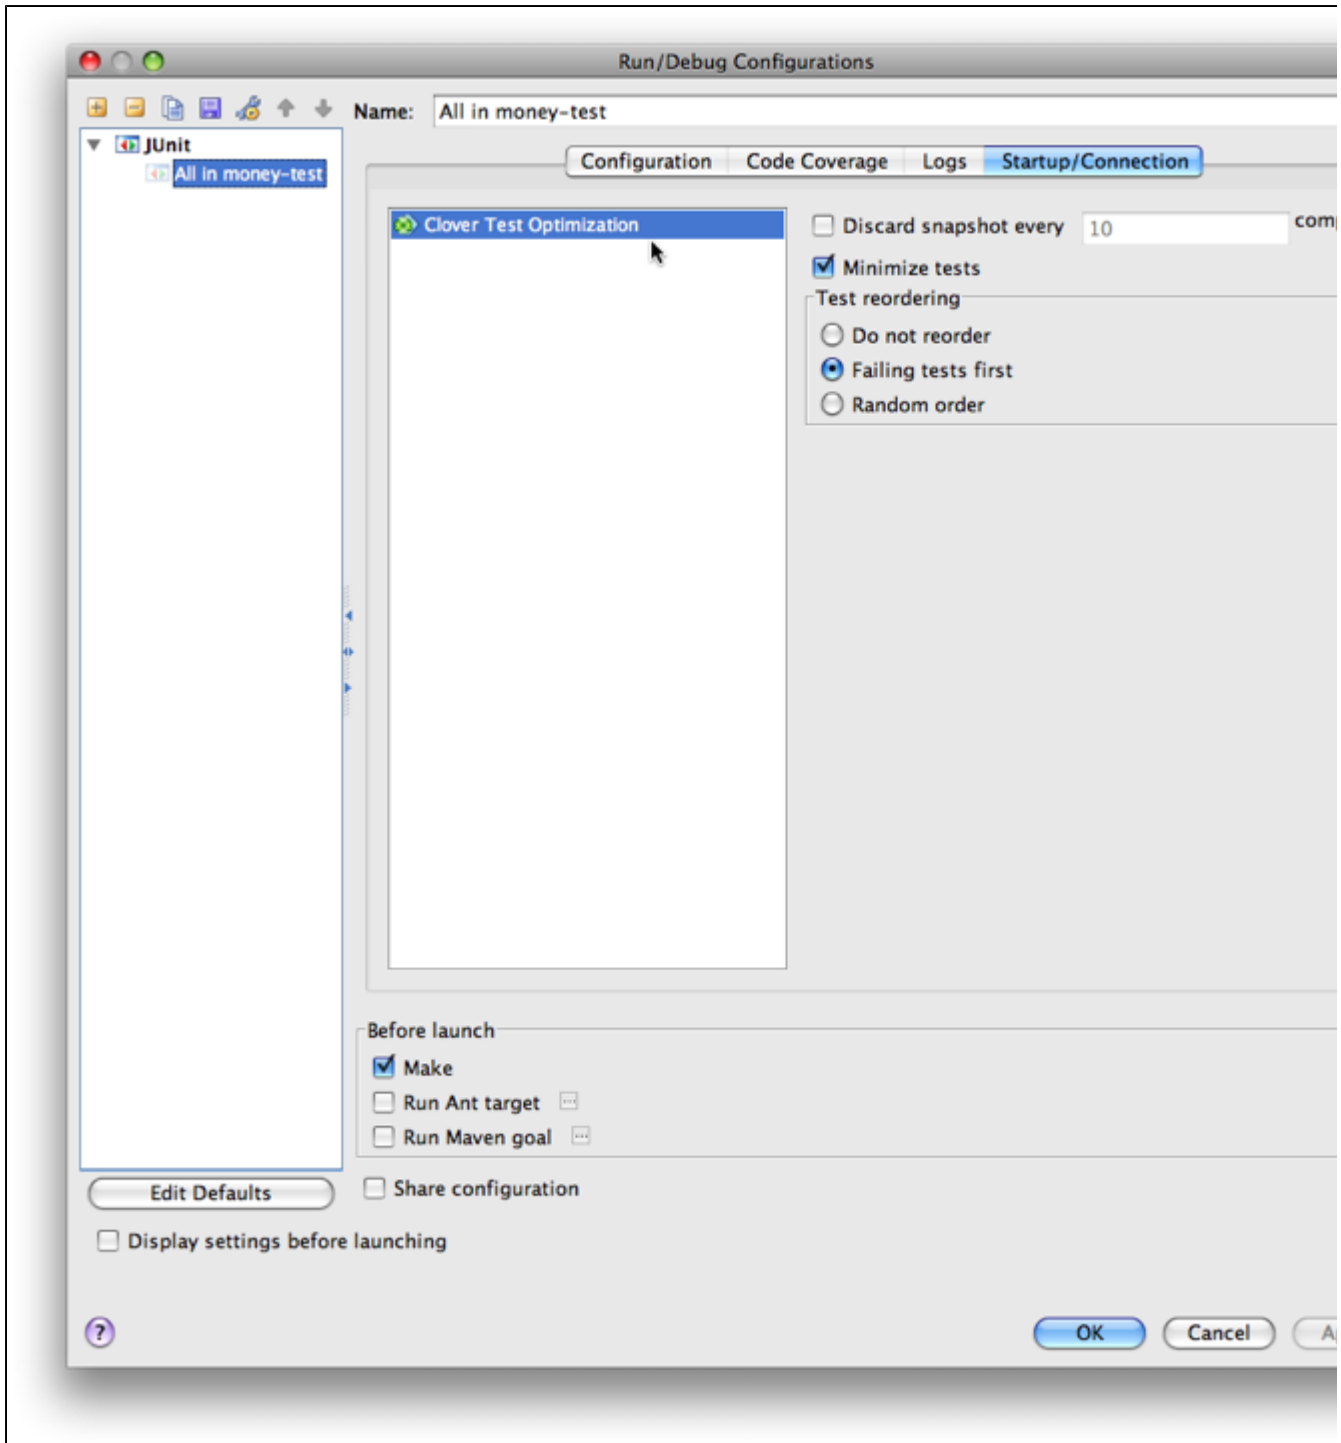 Run/Debug Configurations
Name: All in money-test
JUnit
All in money-test
Configuration Code Coverage Logs Startup/Connection
Clover Test Optimization
Discard snapshot every 10 comp
Minimize tests
Test reordering
Do not reorder
Failing tests first
Random order
Before launch
Make
Run Ant target
Run Maven goal
Edit Defaults
Share configuration
Display settings before launching
? OK Cancel